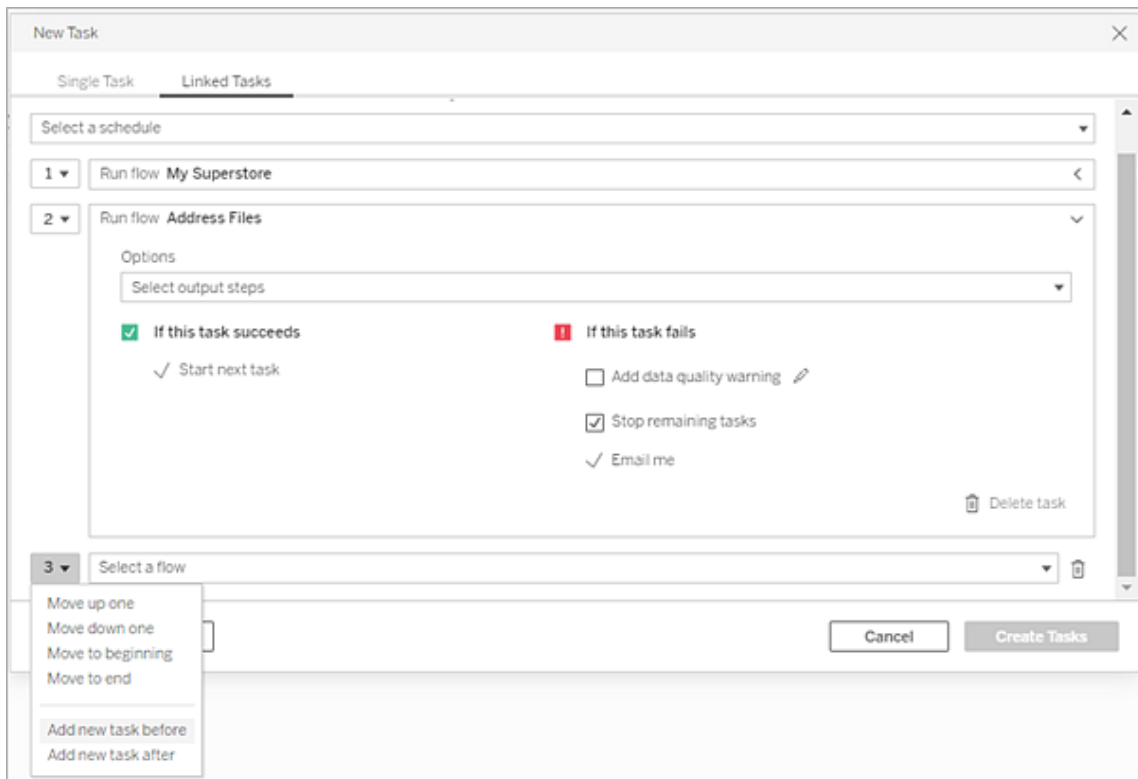 New Task
Single Task Linked Tasks
Select a schedule
1 Run flow My Superstore
2 Run flow Address Files
Options
Select output steps
If this task succeeds If this task fails
Start next task Add data quality warning
Stop remaining tasks
Email me
Delete task
3 Select a flow
Move up one
Move down one
Move to beginning
Move to end
Cancel Create Tasks
Add new task before
Add new task after